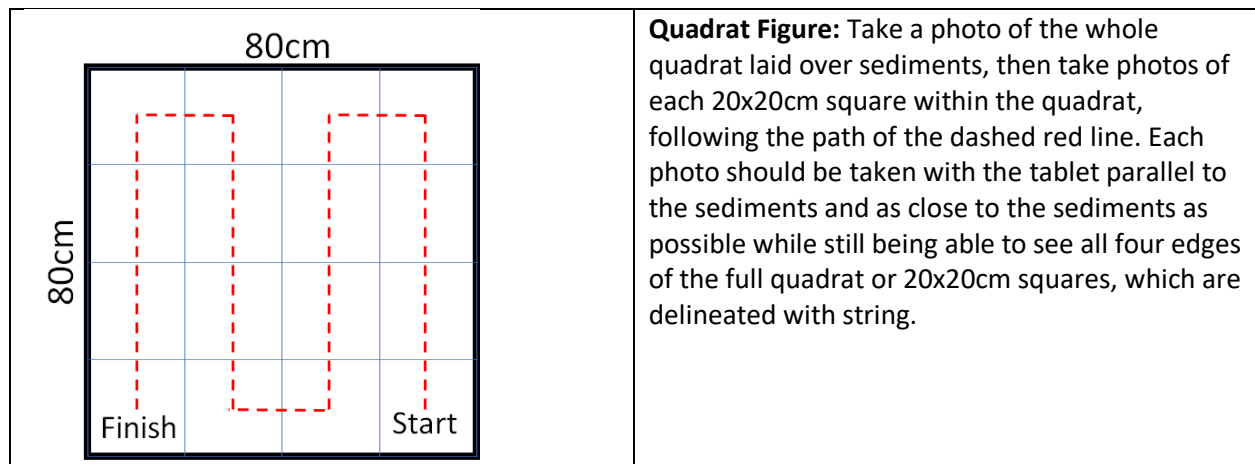 80cm
80cm
Finish
Start
Quadrat Figure: Take a photo of the whole
quadrat laid over sediments, then take photos of
each 20x20cm square within the quadrat,
following the path of the dashed red line. Each
photo should be taken with the tablet parallel to
the sediments and as close to the sediments as
possible while still being able to see all four edges
of the full quadrat or 20x20cm squares, which are
delineated with string.